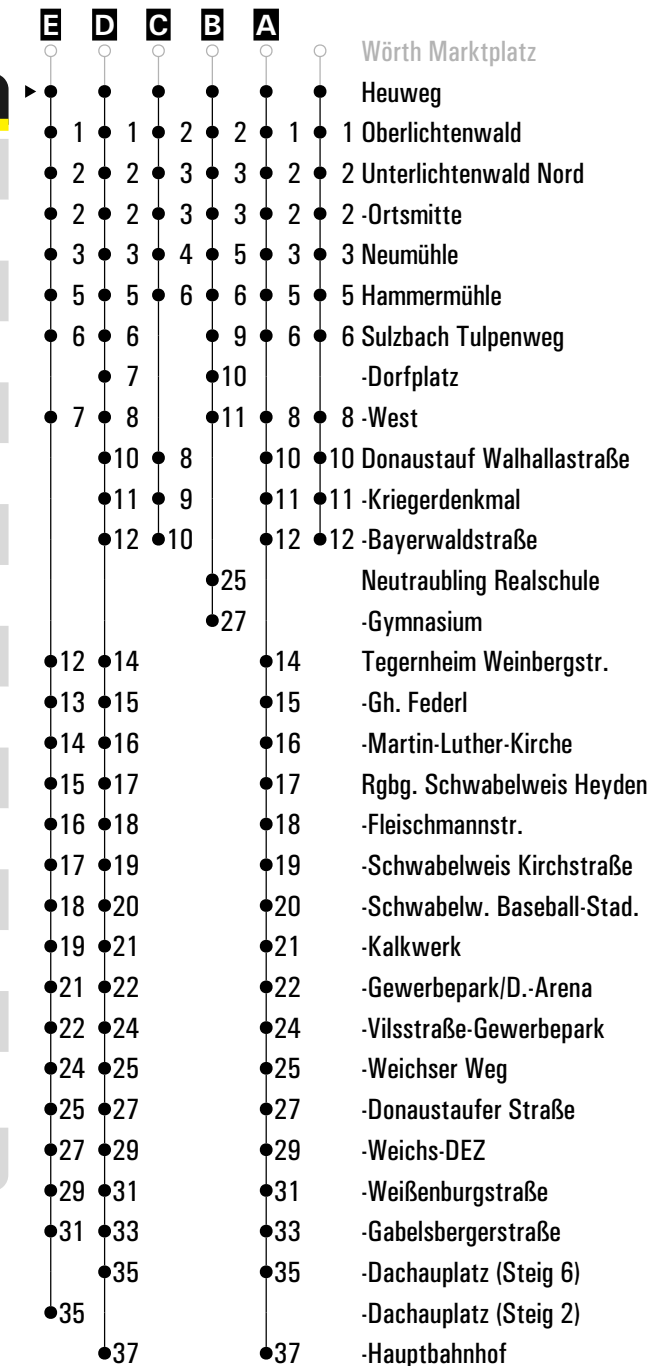 E D C B A
Wörth Marktplatz
Heuweg
1 1 2 2 1 1 Oberlichtenwald
2 2 3 3 2 2 Unterlichtenwald Nord
2 2 3 3 2 2 -Ortsmitte
3 3 4 5 3 3 Neumühle
5 5 6 6 5 5 Hammermühle
6 6 9 6 6 Sulzbach Tulpenweg
7 10 -Dorfplatz
7 8 11 8 8 -West
10 8 10 10 Donaustauf Walhallastraße
11 9 11 11 -Kriegerdenkmal
12 10 12 12 -Bayerwaldstraße
25 Neutraubling Realschule
27 -Gymnasium
12 14 14 Tegernheim Weinbergstr.
13 15 15 -Gh. Federl
14 16 16 -Martin-Luther-Kirche
15 17 17 Rgbg. Schwabelweis Heyden
16 18 18 -Fleischmannstr.
17 19 19 -Schwabelweis Kirchstraße
18 20 20 -Schwabelw. Baseball-Stad.
19 21 21 -Kalkwerk
21 22 22 -Gewerbepark/D.-Arena
22 24 24 -Vilsstraße-Gewerbepark
24 25 25 -Weichser Weg
25 27 27 -Donaustaufer Straße
27 29 29 -Weichs-DEZ
29 31 31 -Weißenburgstraße
31 33 33 -Gabelsbergerstraße
35 35 -Dachauplatz (Steig 6)
35 -Dachauplatz (Steig 2)
37 37 -Hauptbahnhof